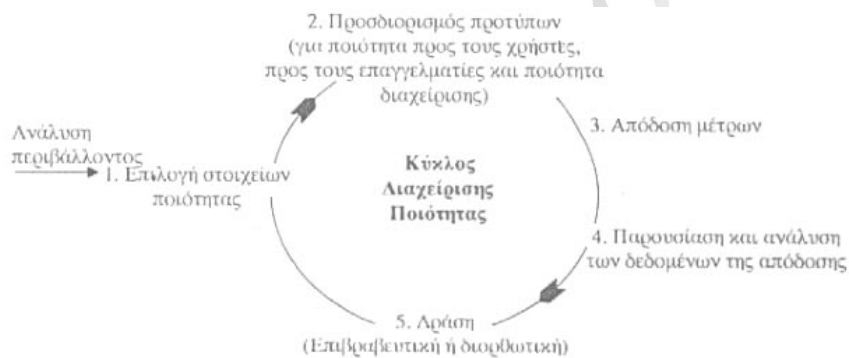 2. Προσδιορισμός προτύπων
(για ποιότητα προς τους χρήστες,
προς τους επαγγελματίες και ποιότητα
διαχείρισης)
Ανάλυση
περιβάλλοντος
1. Επιλογή στοιχείων
ποιότητας
Κύκλος
Διαχείρισης
Ποιότητας
3. Απόδοση μέτρων
4. Παρουσίαση και ανάλυση
των δεδομένων της απόδοσης
5. Δράση
(Επιβραβευτική ή διορθωτική)